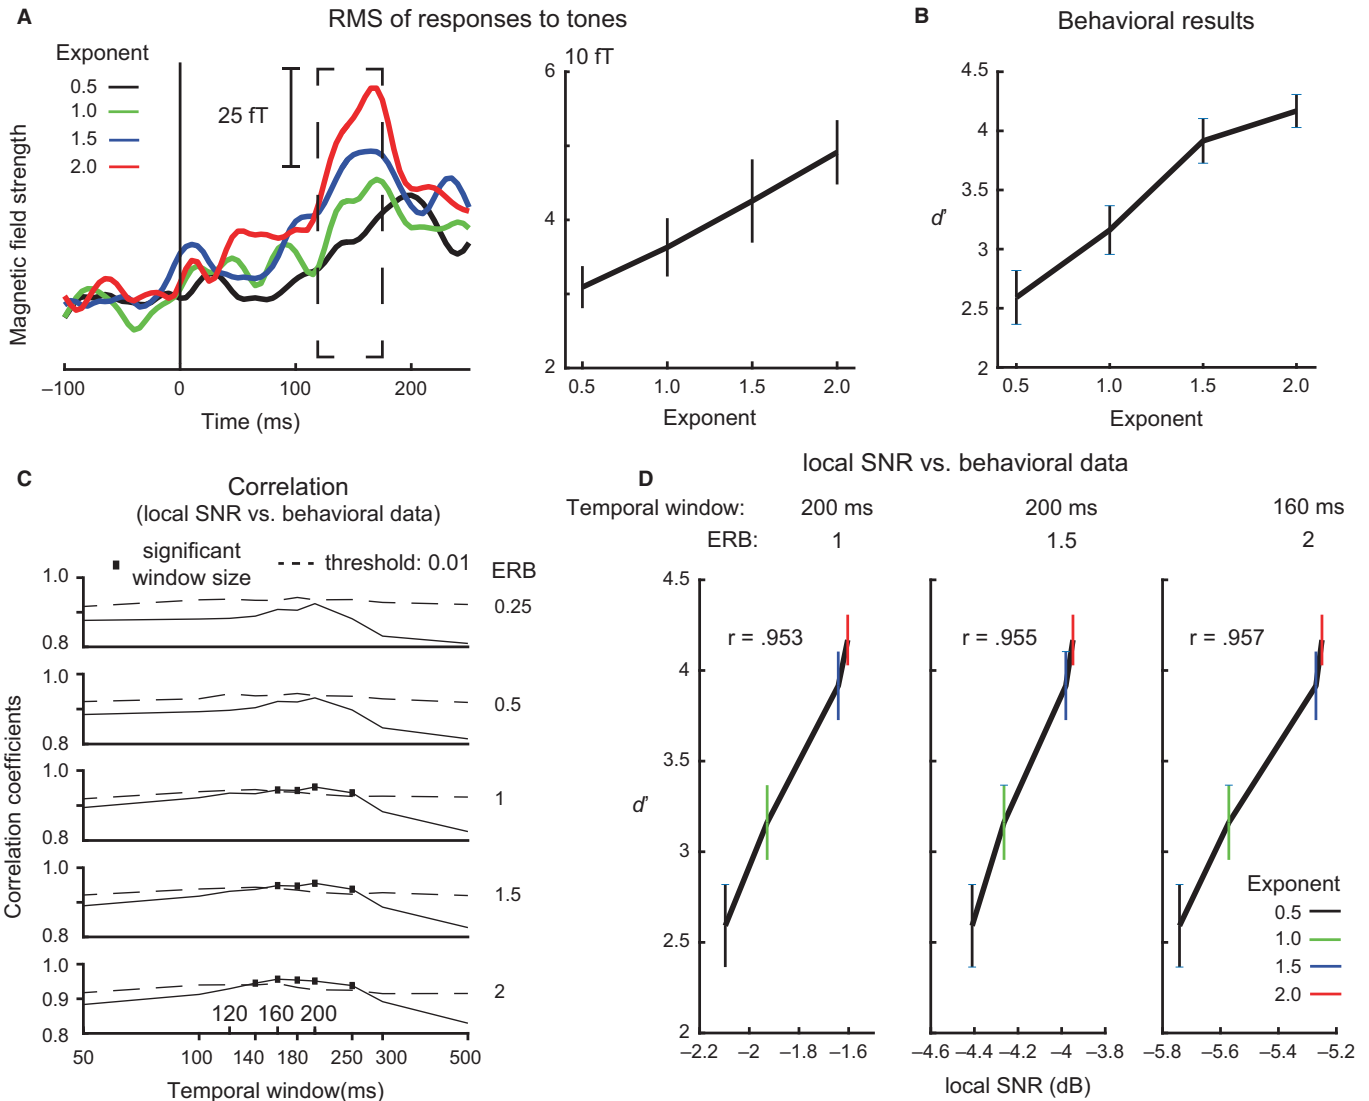 A
RMS of responses to tones
B
Behavioral results
Exponent
0.5
1.0
1.5
2.0
25 fT
Magnetic field strength
–100
0
100
200
Time (ms)
10 fT
6
4
2
0.5
1.0
1.5
2.0
Exponent
4.5
4
3.5
3
2.5
2
d'
0.5
1.0
1.5
2.0
Exponent
C
Correlation
(local SNR vs. behavioral data)
significant
window size
threshold: 0.01
ERB
1.0
0.8
0.25
1.0
0.8
0.5
1.0
0.8
1
1.0
0.8
1.5
1.0
0.9
0.8
2
120 160 200
50
100
140
180
250
300
500
Correlation coefficients
Temporal window(ms)
D
local SNR vs. behavioral data
Temporal window:
200 ms
200 ms
160 ms
ERB:
1
1.5
2
4.5
4
3.5
3
2.5
2
d'
r = .953
r = .955
r = .957
Exponent
0.5
1.0
1.5
2.0
–2.2
–2
–1.8
–1.6
–4.6
–4.4
–4.2
–4
–3.8
–5.8
–5.6
–5.4
–5.2
local SNR (dB)